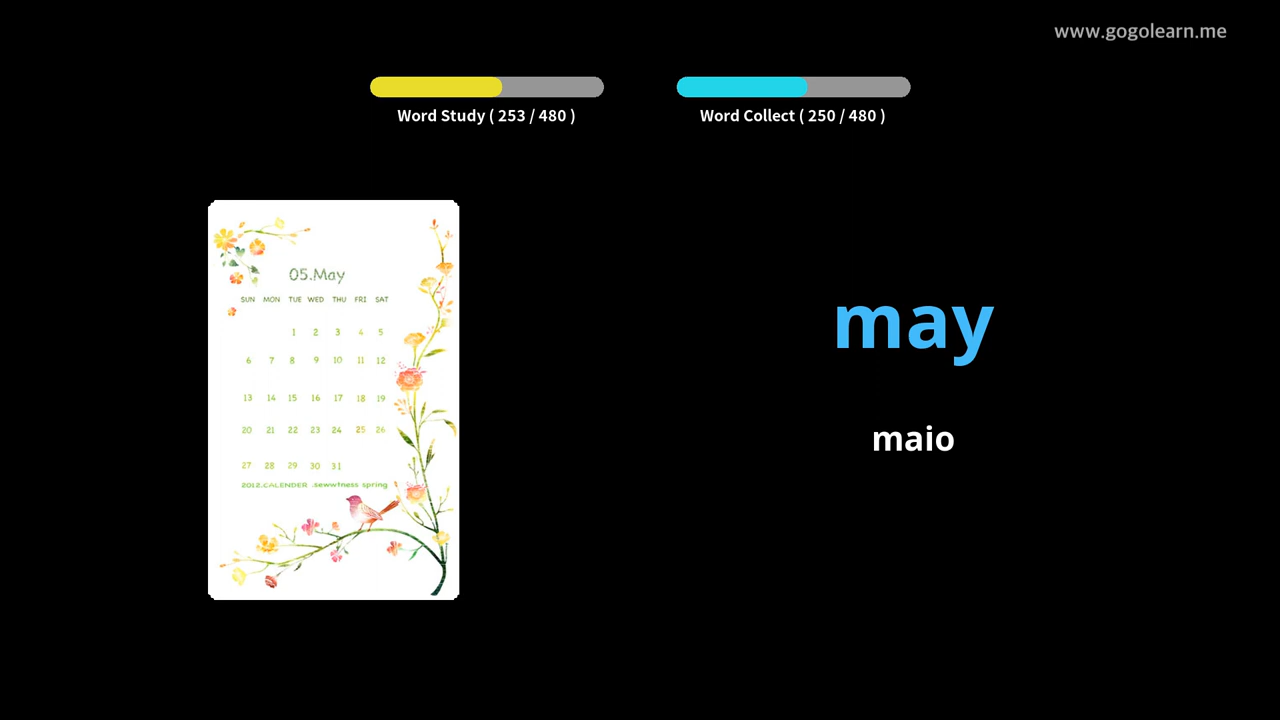 www.gogolearn.me
Word Study ( 253 / 480 )
Word Collect ( 250 / 480 )
05.May
SUN MON TUE WED THU FRI SAT
1 2 3 4 5
6 7 8 9 10 11 12
13 14 15 16 17 18 19
20 21 22 23 24 25 26
27 28 29 30 31
2012.CALENDER .sewwtness spring
may
maio